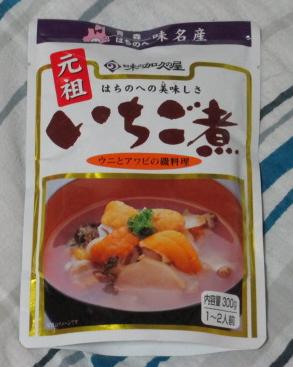 青森
はちのへ
味名産
味の加久の屋
元祖
はちのへの美味しさ
いちご煮
ウニとアワビの磯料理
内容量300g
1〜2人前